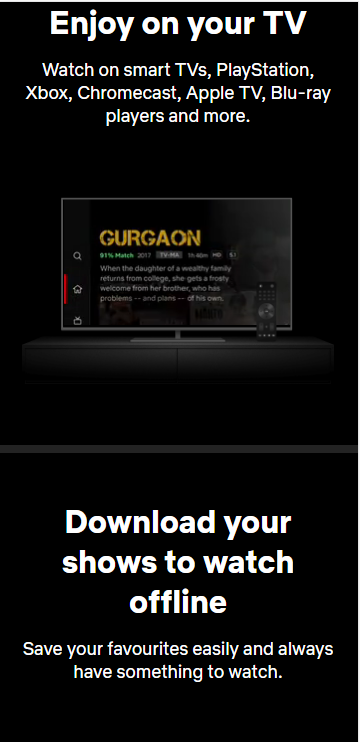 Enjoy on your TV
Watch on smart TVs, PlayStation,
Xbox, Chromecast, Apple TV, Blu-ray
players and more.
GURGAON
91% Match 2017 TV-MA 1h 46m HD 5.1
When the daughter of a wealthy family
returns from college, she gets a frosty
welcome from her brother, who has
problems -- and plans -- of his own.
Download your
shows to watch
offline
Save your favourites easily and always
have something to watch.